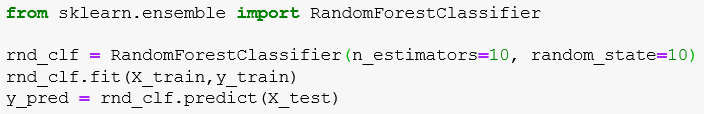 from sklearn.ensemble import RandomForestClassifier
rnd_clf = RandomForestClassifier(n_estimators=10, random_state=10)
rnd_clf.fit(X_train,y_train)
y_pred = rnd_clf.predict(X_test)